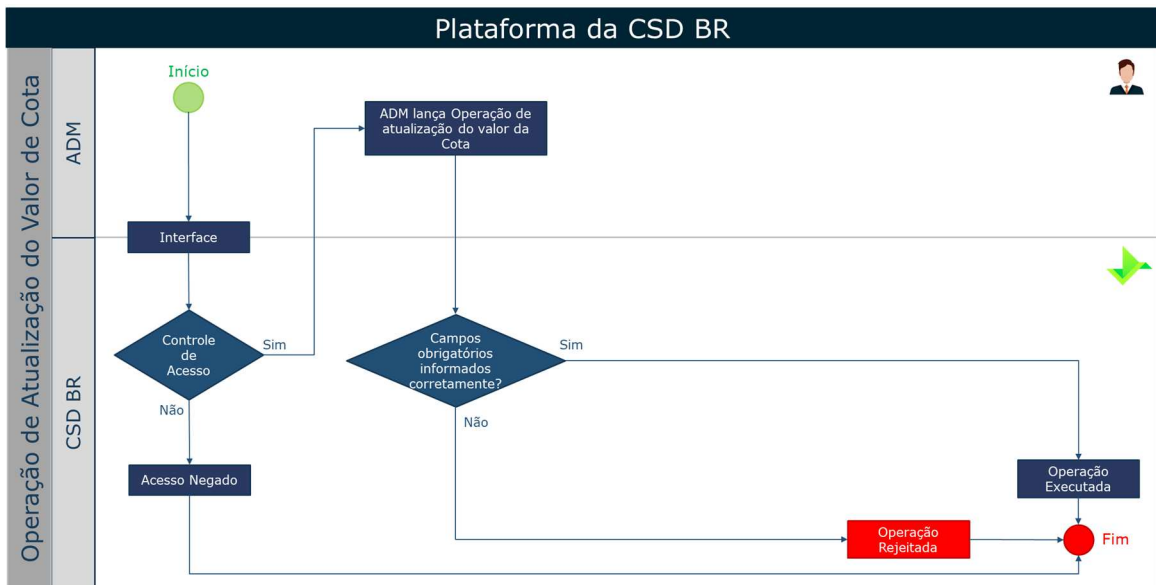 Plataforma da CSD BR
Operação de Atualização do Valor de Cota
ADM
Início
ADM lança Operação de
atualização do valor da
Cota
Interface
CSD BR
Controle
de
Acesso
Sim
Não
Campos
obrigatórios
informados
corretamente?
Sim
Não
Acesso Negado
Operação
Executada
Operação
Rejeitada
Fim